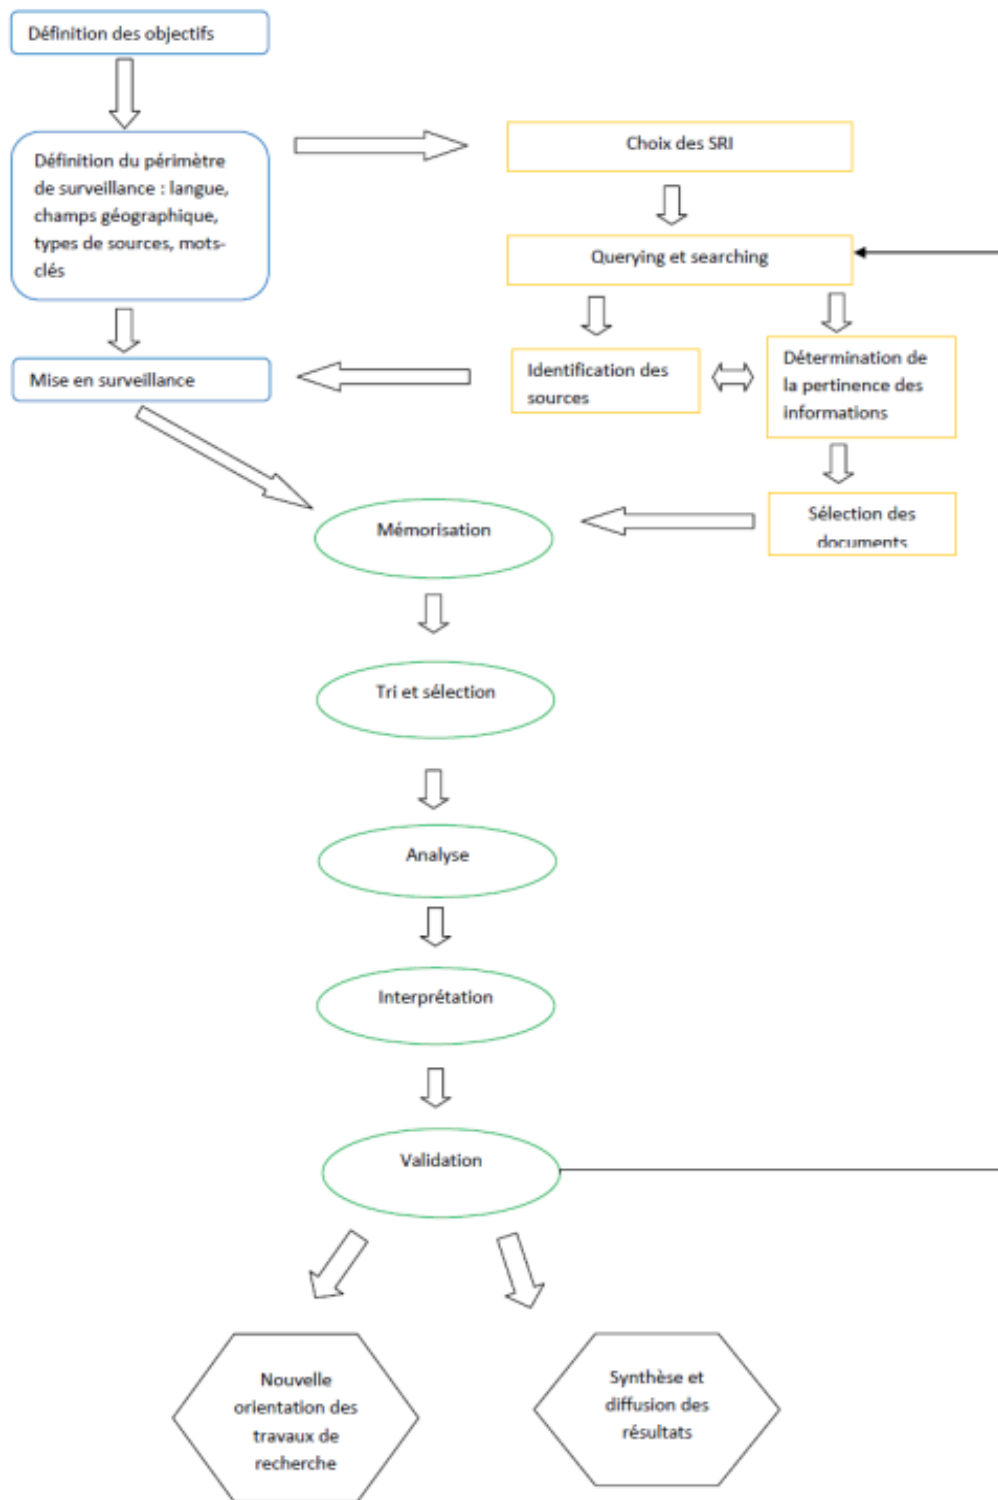 Définition des objectifs
Définition du périmètre
de surveillance : langue,
champs géographique,
types de sources, mots-
clés
Mise en surveillance
Choix des SRI
Querying et searching
Identification des
sources
Détermination de
la pertinence des
informations
Sélection des
documents
Mémorisation
Tri et sélection
Analyse
Interprétation
Validation
Nouvelle
orientation des
travaux de
recherche
Synthèse et
diffusion des
résultats